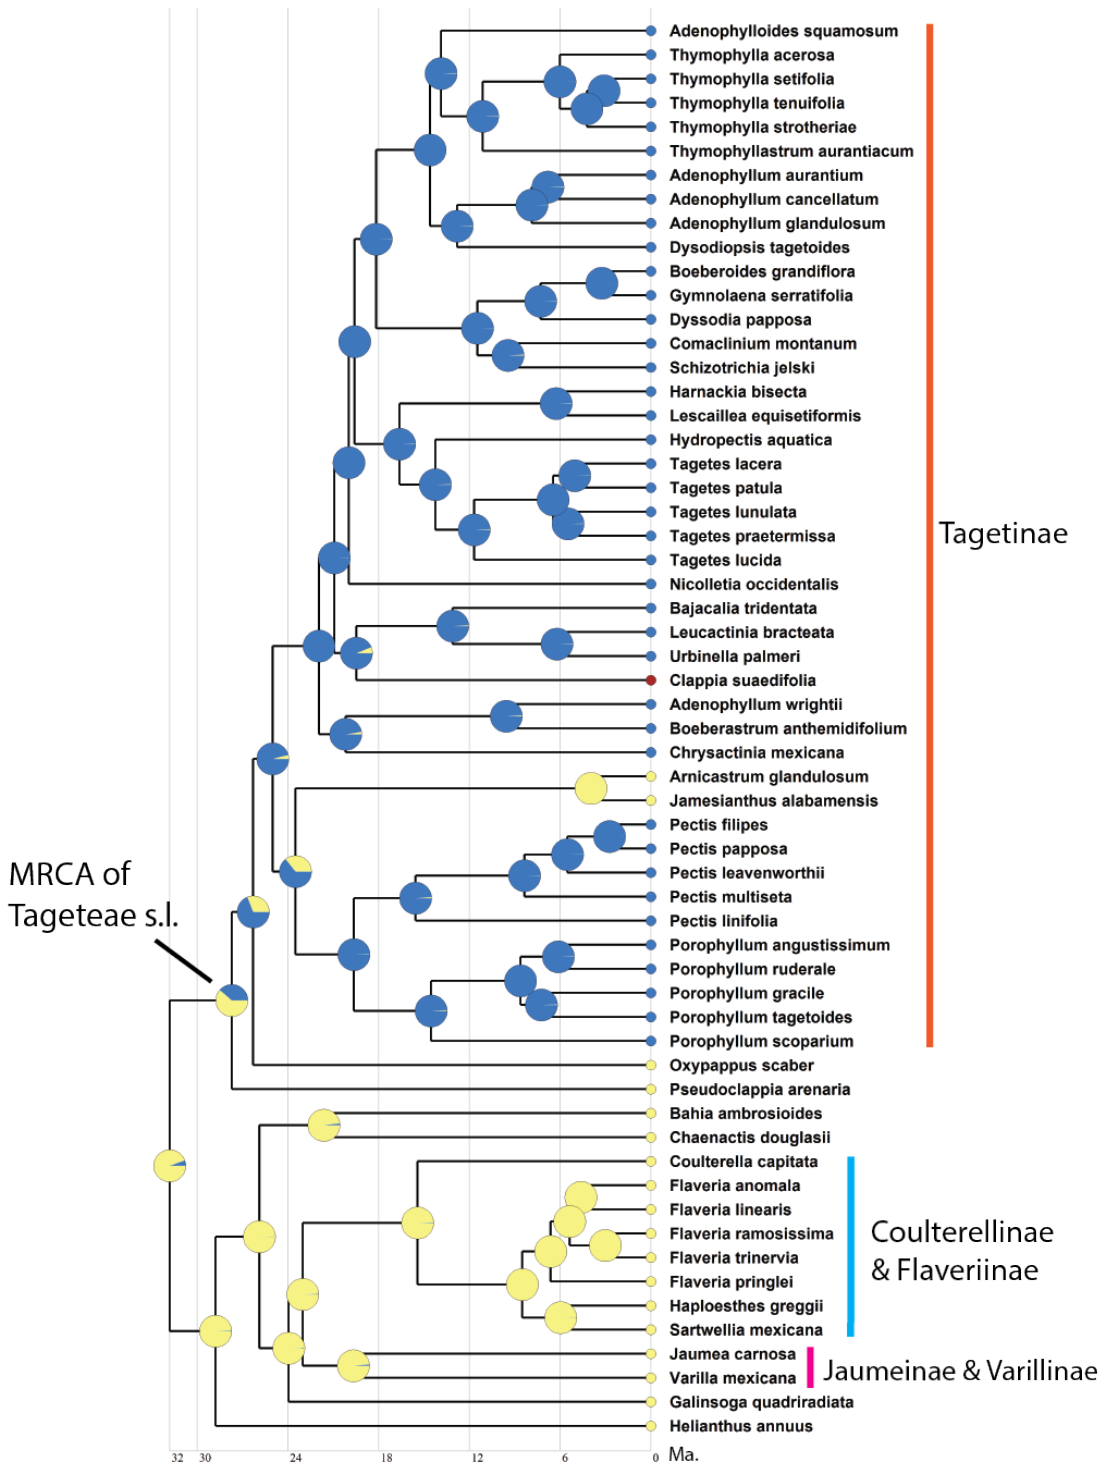 Adenophylloides squamosum
Thymophylla acerosa
Thymophylla setifolia
Thymophylla tenuifolia
Thymophylla strotheriae
Thymophyllastrum aurantiacum
Adenophyllum aurantium
Adenophyllum cancellatum
Adenophyllum glandulosum
Dysodiopsis tagetoides
Boeberoides grandiflora
Gymnolaena serratifolia
Dyssodia papposa
Comaclinium montanum
Schizotrichia jelski
Harnackia bisecta
Lescaillea equisetiformis
Hydropectis aquatica
Tagetes lacera
Tagetes patula
Tagetes lunulata
Tagetes praetermissa
Tagetes lucida
Nicolletia occidentalis
Bajacalia tridentata
Leucactinia bracteata
Urbinella palmeri
Clappia suaedifolia
Adenophyllum wrightii
Boeberastrum anthemidifolium
Chrysactinia mexicana
Arnicastrum glandulosum
Jamesianthus alabamensis
Pectis filipes
Pectis papposa
Pectis leavenworthii
Pectis multiseta
Pectis linifolia
Porophyllum angustissimum
Porophyllum ruderale
Porophyllum gracile
Porophyllum tagetoides
Porophyllum scoparium
Oxypappus scaber
Pseudoclappia arenaria
Bahia ambrosioides
Chaenactis douglasii
Coulterella capitata
Flaveria anomala
Flaveria linearis
Flaveria ramosissima
Flaveria trinervia
Flaveria pringlei
Haploesthes greggii
Sartwellia mexicana
Jaumea carnosa
Varilla mexicana
Galinsoga quadriradiata
Helianthus annuus
Tagetinae
MRCA of
Tageteae s.l.
Coulterellinae
& Flaveriinae
Jaumeinae & Varillinae
32 30 24 18 12 6 0 Ma.